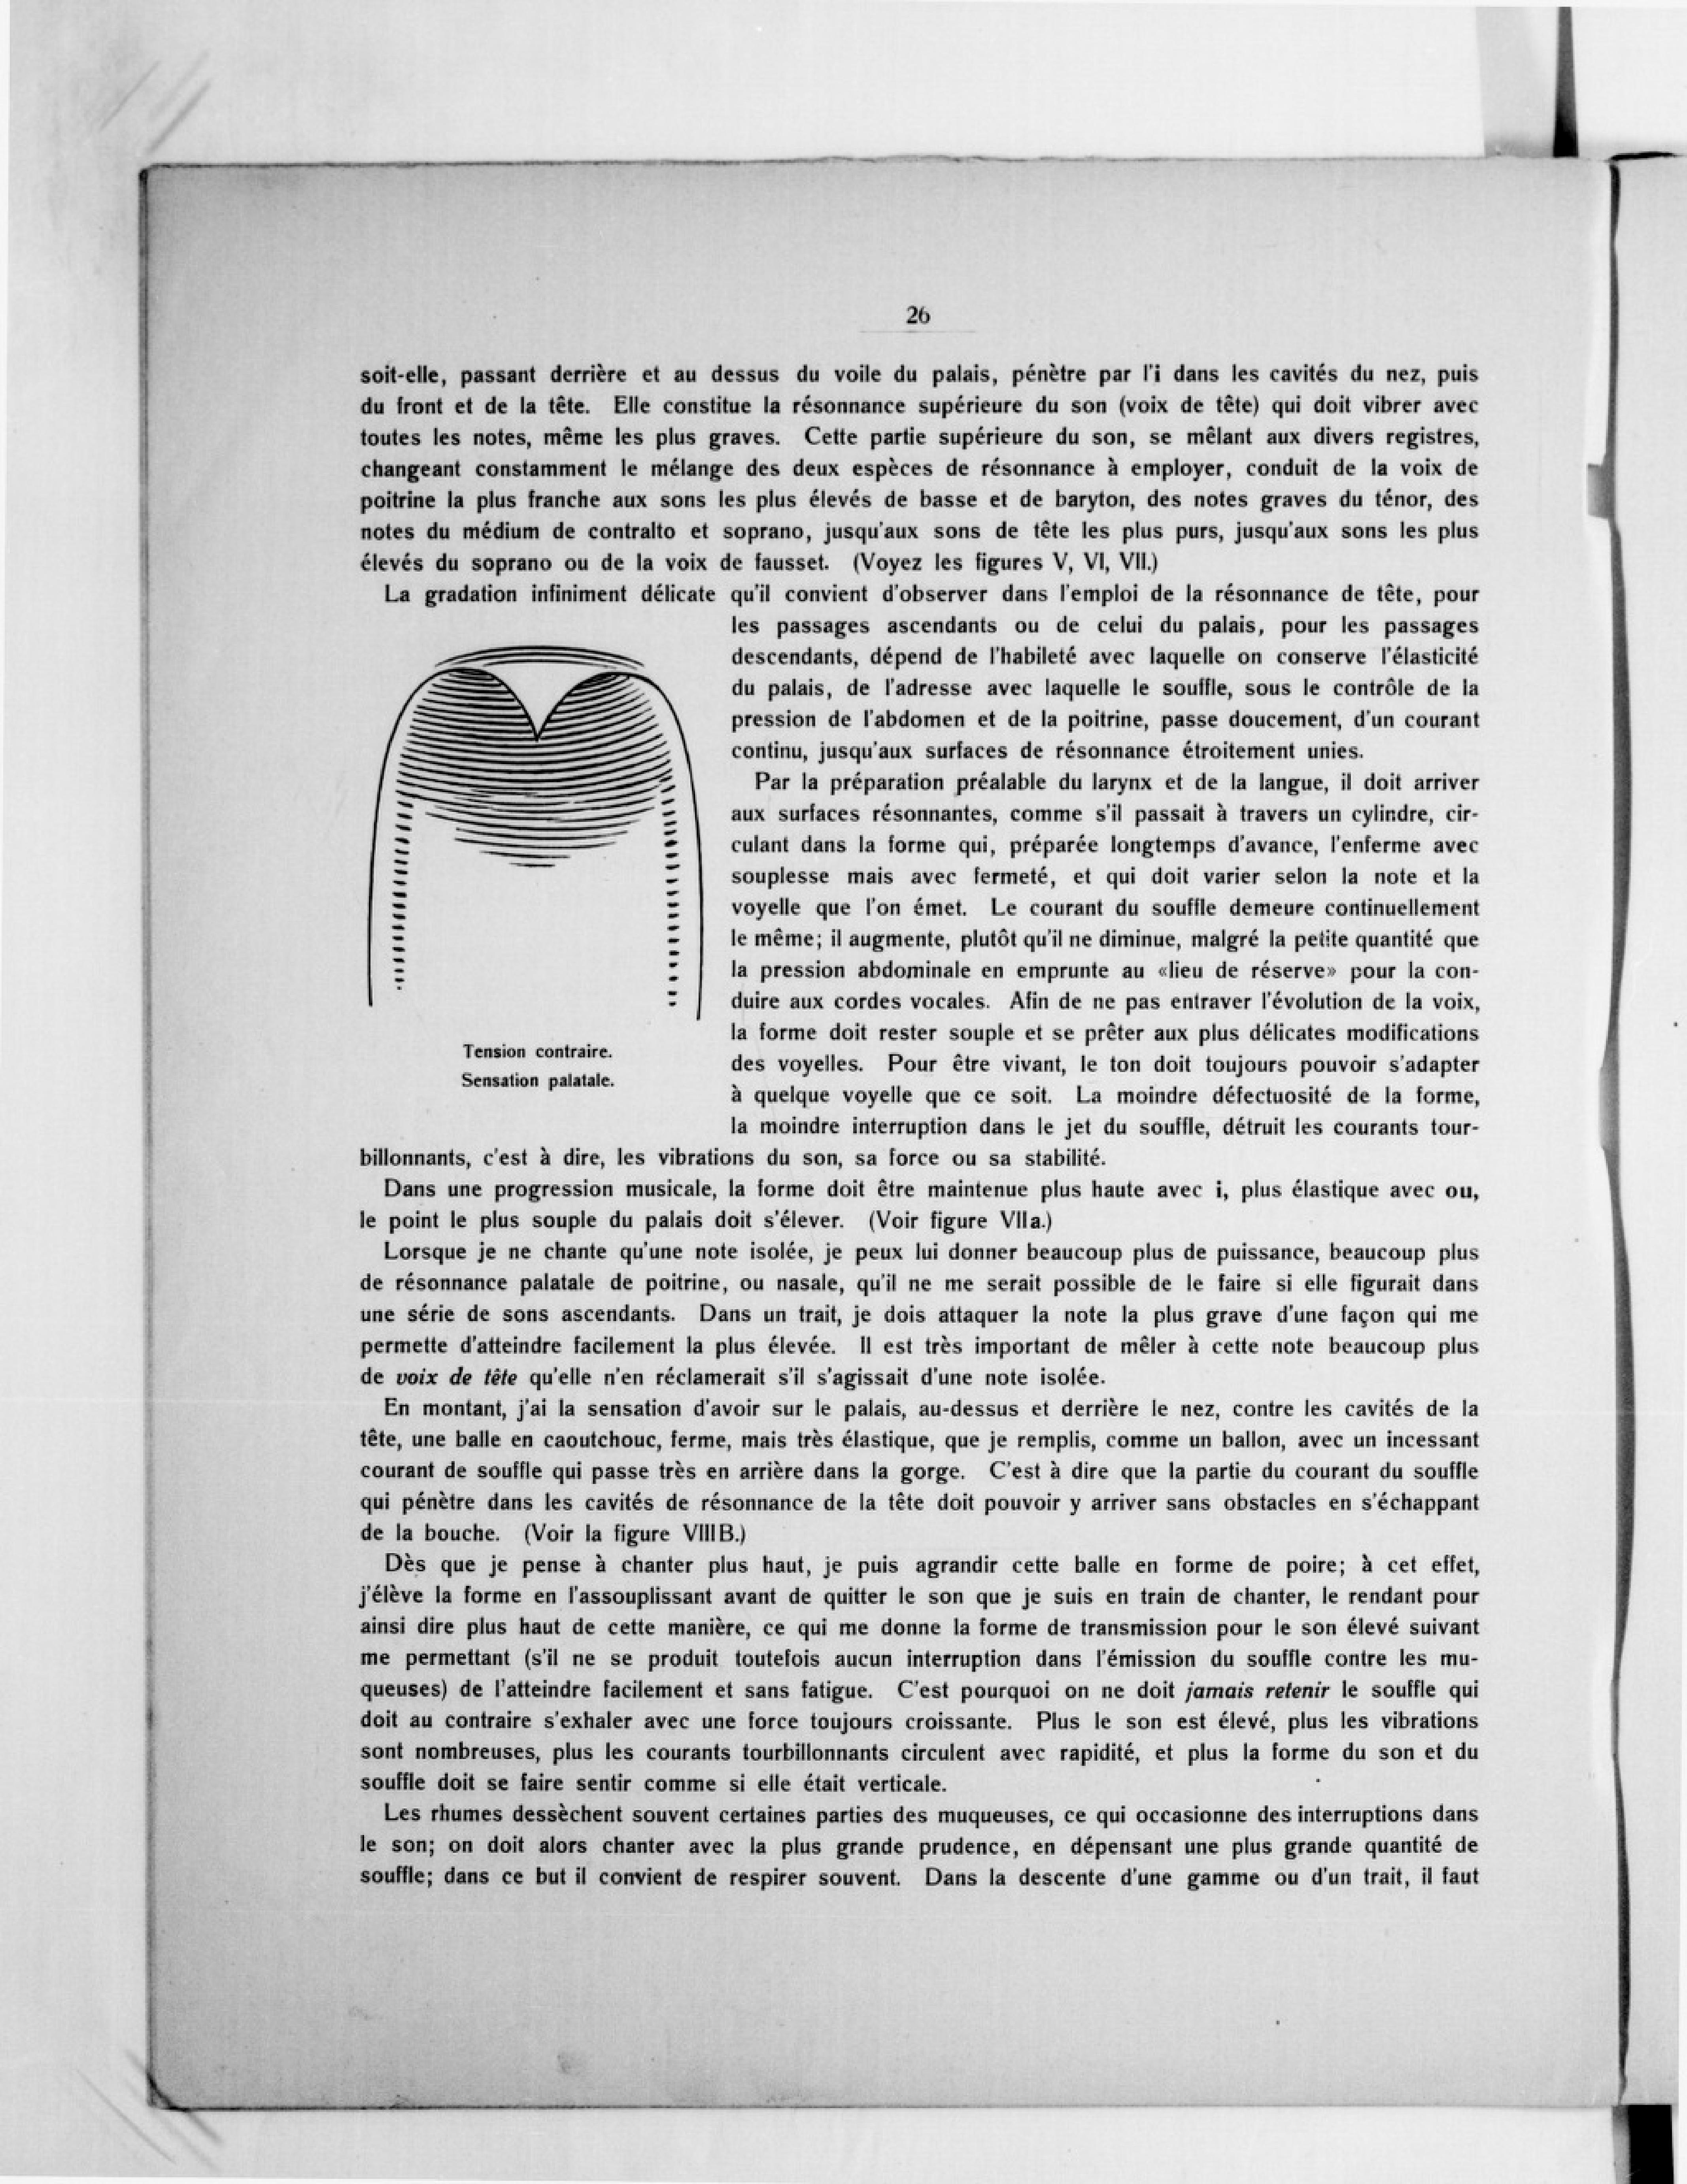 26
soit-elle, passant derrière et au dessus du voile du palais, pénètre par l'i dans les cavités du nez, puis
du front et de la tête. Elle constitue la résonnance supérieure du son (voix de tête) qui doit vibrer avec
toutes les notes, même les plus graves. Cette partie supérieure du son, se mêlant aux divers registres,
changeant constamment le mélange des deux espèces de résonnance à employer, conduit de la voix de
poitrine la plus franche aux sons les plus élevés de basse et de baryton, des notes graves du ténor, des
notes du médium de contralto et soprano, jusqu'aux sons de tête les plus purs, jusqu'aux sons les plus
élevés du soprano ou de la voix de fausset. (Voyez les figures V, VI, VII.)
La gradation infiniment délicate qu'il convient d'observer dans l'emploi de la résonnance de tête, pour
les passages ascendants ou de celui du palais, pour les passages
descendants, dépend de l'habileté avec laquelle on conserve l'élasticité
du palais, de l'adresse avec laquelle le souffle, sous le contrôle de la
pression de l'abdomen et de la poitrine, passe doucement, d'un courant
continu, jusqu'aux surfaces de résonnance étroitement unies.
Par la préparation préalable du larynx et de la langue, il doit arriver
aux surfaces résonnantes, comme s'il passait à travers un cylindre, cir-
culant dans la forme qui, préparée longtemps d'avance, l'enferme avec
souplesse mais avec fermeté, et qui doit varier selon la note et la
voyelle que l'on émet. Le courant du souffle demeure continuellement
le même; il augmente, plutôt qu'il ne diminue, malgré la petite quantité que
la pression abdominale en emprunte au «lieu de réserve» pour la con-
duire aux cordes vocales. Afin de ne pas entraver l'évolution de la voix,
la forme doit rester souple et se prêter aux plus délicates modifications
des voyelles. Pour être vivant, le ton doit toujours pouvoir s'adapter
à quelque voyelle que ce soit. La moindre défectuosité de la forme,
la moindre interruption dans le jet du souffle, détruit les courants tour-
Tension contraire.
Sensation palatale.
billonnants, c'est à dire, les vibrations du son, sa force ou sa stabilité.
Dans une progression musicale, la forme doit être maintenue plus haute avec i, plus élastique avec ou,
le point le plus souple du palais doit s'élever. (Voir figure VIIa.)
Lorsque je ne chante qu'une note isolée, je peux lui donner beaucoup plus de puissance, beaucoup plus
de résonnance palatale de poitrine, ou nasale, qu'il ne me serait possible de le faire si elle figurait dans
une série de sons ascendants. Dans un trait, je dois attaquer la note la plus grave d'une façon qui me
permette d'atteindre facilement la plus élevée. Il est très important de mêler à cette note beaucoup plus
de voix de tête qu'elle n'en réclamerait s'il s'agissait d'une note isolée.
En montant, j'ai la sensation d'avoir sur le palais, au-dessus et derrière le nez, contre les cavités de la
tête, une balle en caoutchouc, ferme, mais très élastique, que je remplis, comme un ballon, avec un incessant
courant de souffle qui passe très en arrière dans la gorge. C'est à dire que la partie du courant du souffle
qui pénètre dans les cavités de résonnance de la tête doit pouvoir y arriver sans obstacles en s'échappant
de la bouche. (Voir la figure VIIIB.)
Dès que je pense à chanter plus haut, je puis agrandir cette balle en forme de poire; à cet effet,
j'élève la forme en l'assouplissant avant de quitter le son que je suis en train de chanter, le rendant pour
ainsi dire plus haut de cette manière, ce qui me donne la forme de transmission pour le son élevé suivant
me permettant (s'il ne se produit toutefois aucun interruption dans l'émission du souffle contre les mu-
queuses) de l'atteindre facilement et sans fatigue. C'est pourquoi on ne doit jamais retenir le souffle qui
doit au contraire s'exhaler avec une force toujours croissante. Plus le son est élevé, plus les vibrations
sont nombreuses, plus les courants tourbillonnants circulent avec rapidité, et plus la forme du son et du
souffle doit se faire sentir comme si elle était verticale.
Les rhumes dessèchent souvent certaines parties des muqueuses, ce qui occasionne des interruptions dans
le son; on doit alors chanter avec la plus grande prudence, en dépensant une plus grande quantité de
souffle; dans ce but il convient de respirer souvent. Dans la descente d'une gamme ou d'un trait, il faut